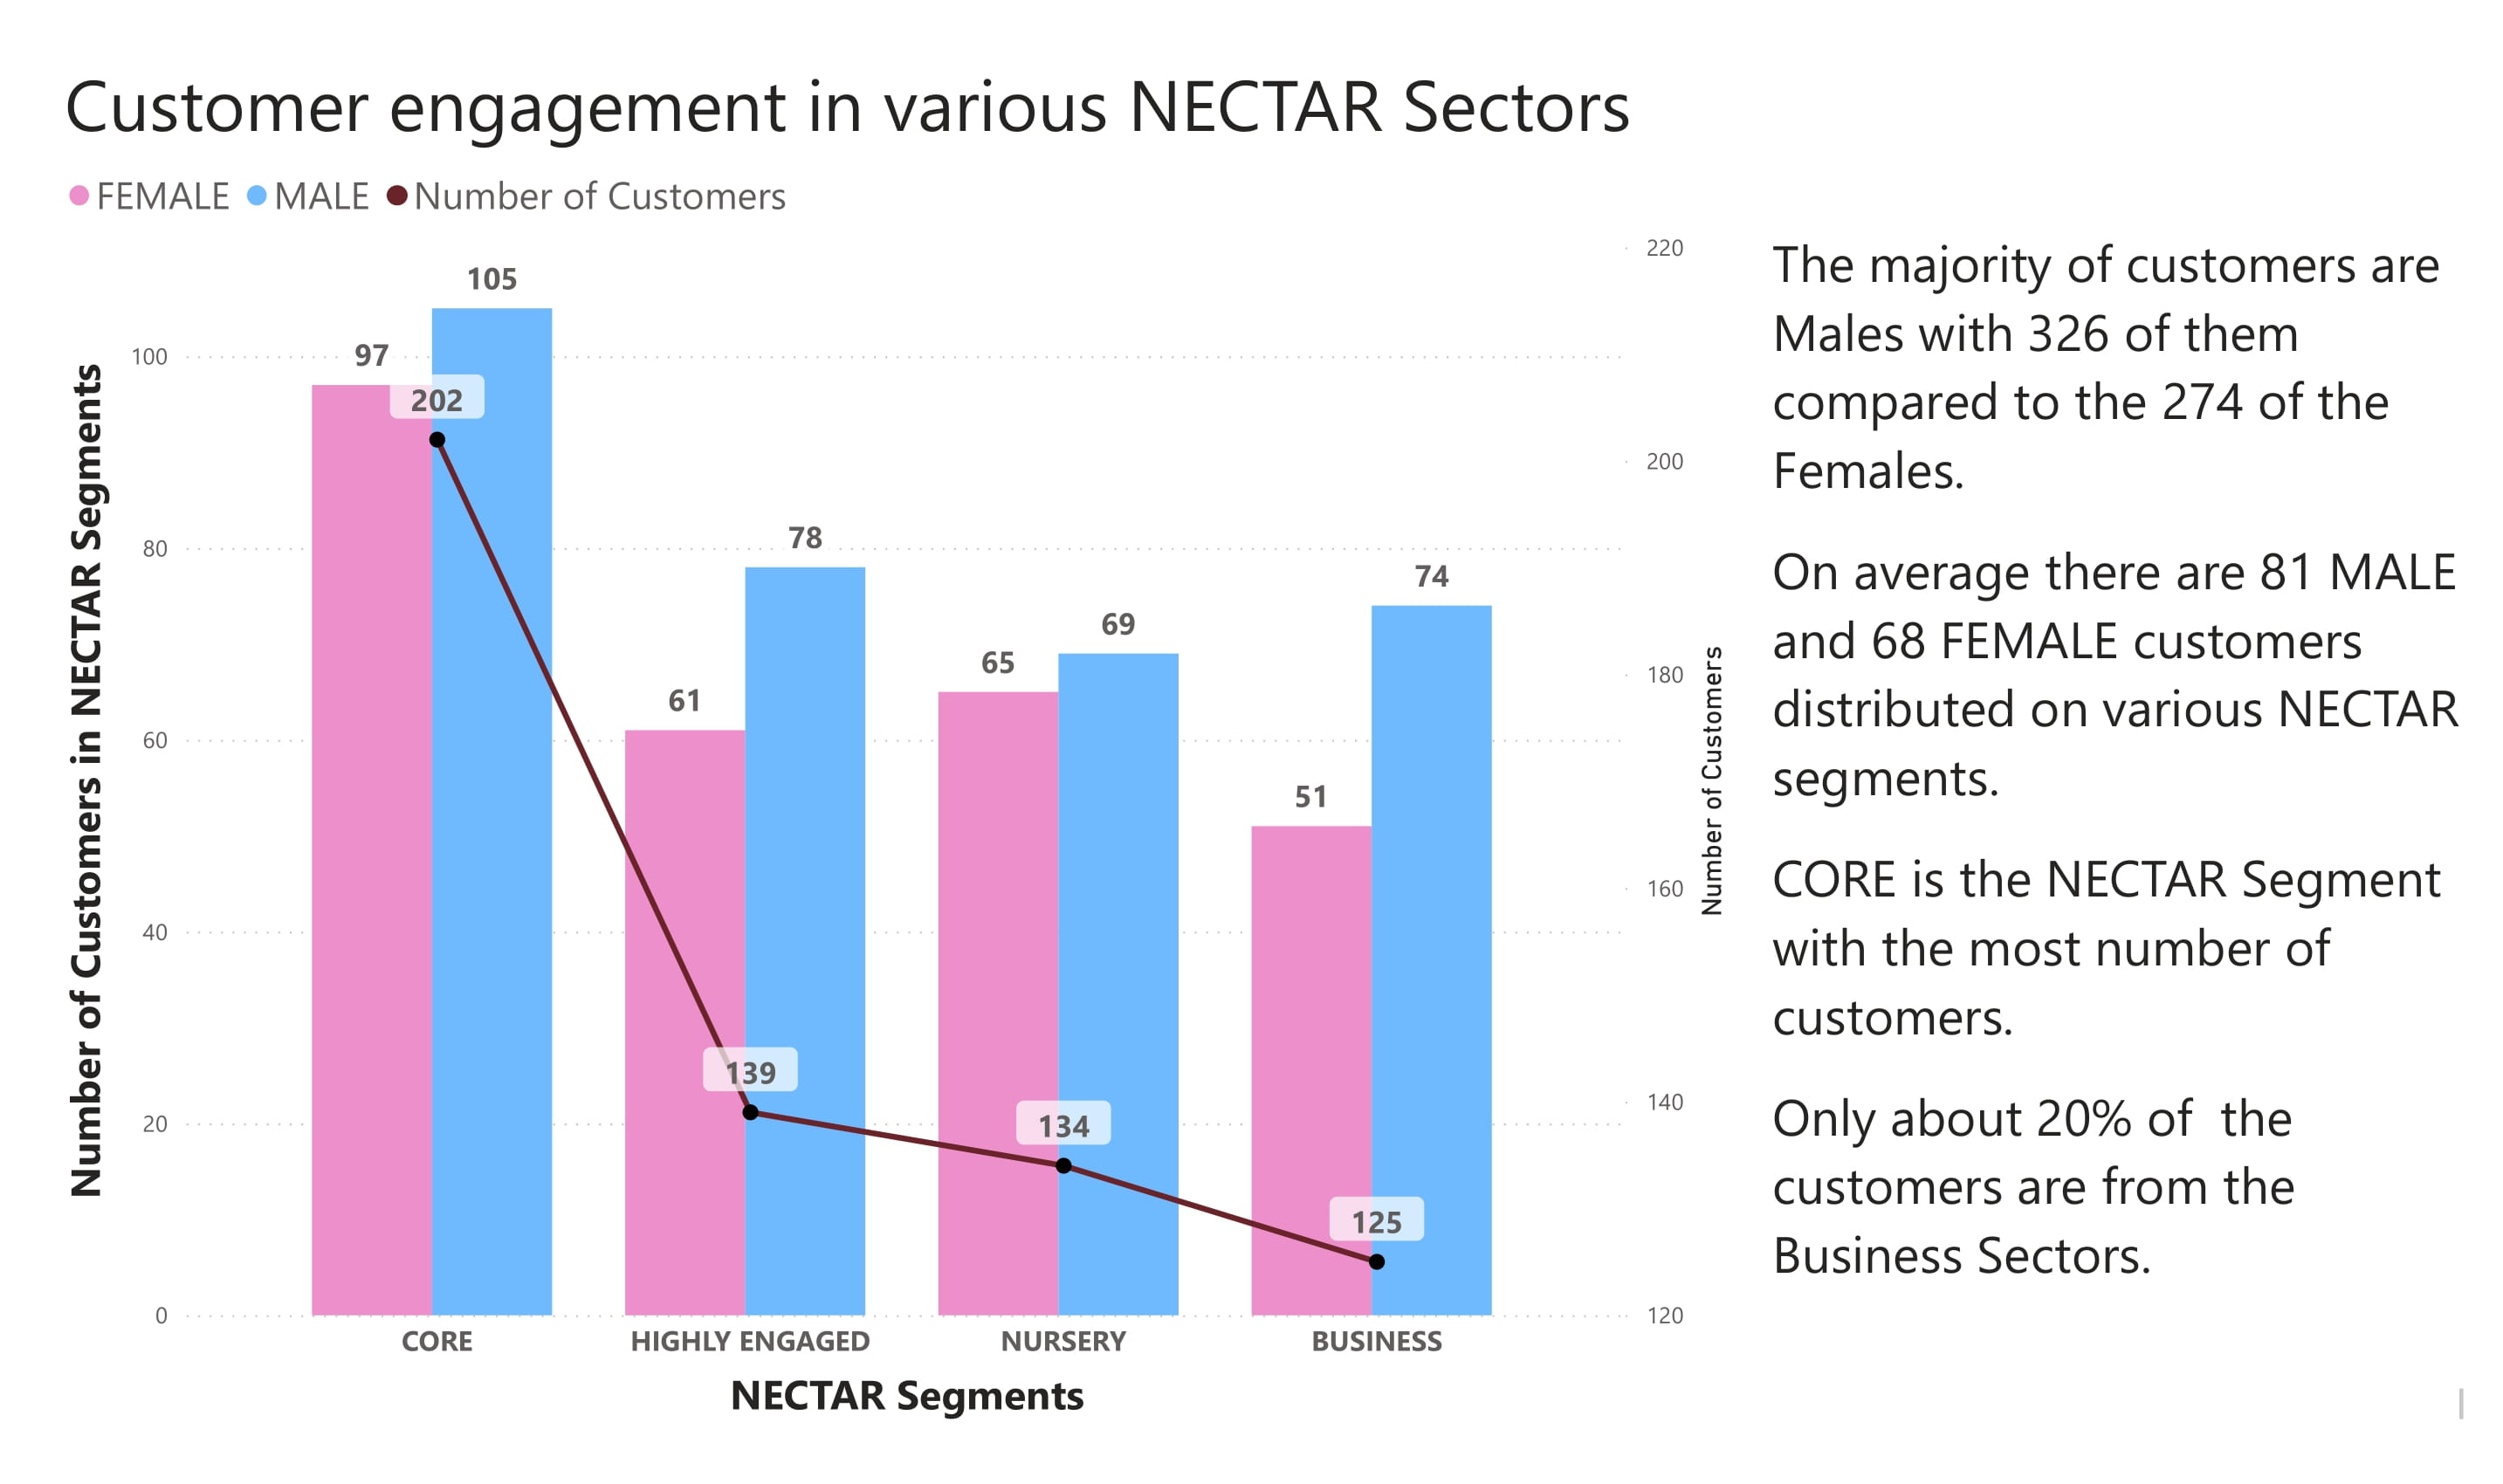 Customer engagement in various NECTAR Sectors
FEMALE MALE Number of Customers
Number of Customers in NECTAR Segments
100
80
60
40
20
0
97
105
202
61
78
139
65
69
134
51
74
125
CORE
HIGHLY ENGAGED
NURSERY
BUSINESS
NECTAR Segments
220
200
180
160
140
120
Number of Customers
The majority of customers are
Males with 326 of them
compared to the 274 of the
Females.
On average there are 81 MALE
and 68 FEMALE customers
distributed on various NECTAR
segments.
CORE is the NECTAR Segment
with the most number of
customers.
Only about 20% of  the
customers are from the
Business Sectors.